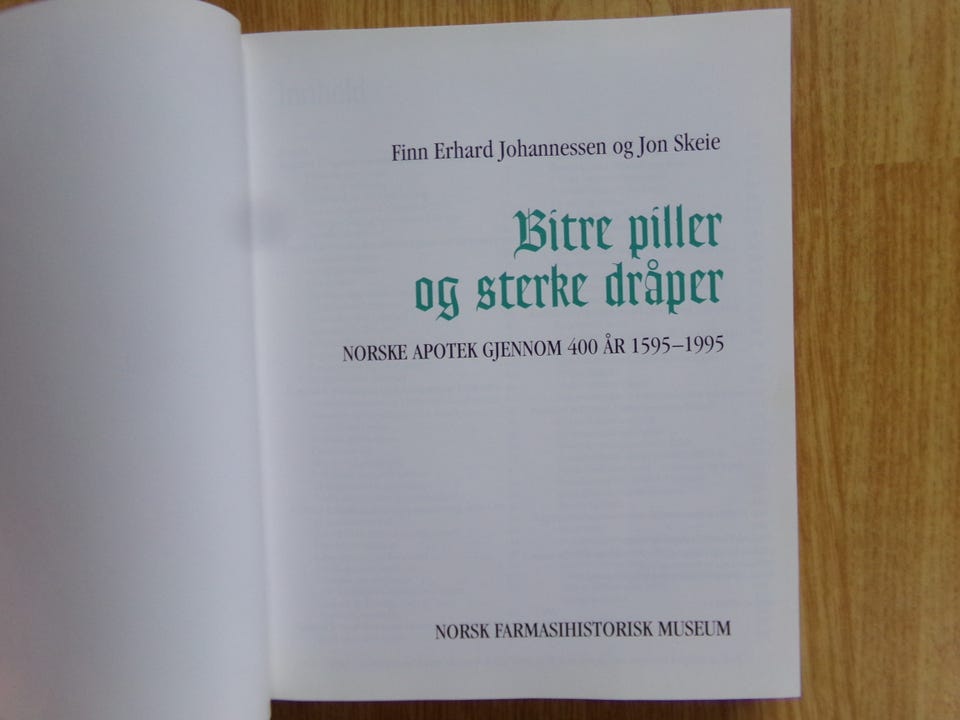 Finn Erhard Johannessen og Jon Skeie
Bitre piller
og sterke dråper
NORSKE APOTEK GJENNOM 400 ÅR 1595–1995
NORSK FARMASIHISTORISK MUSEUM